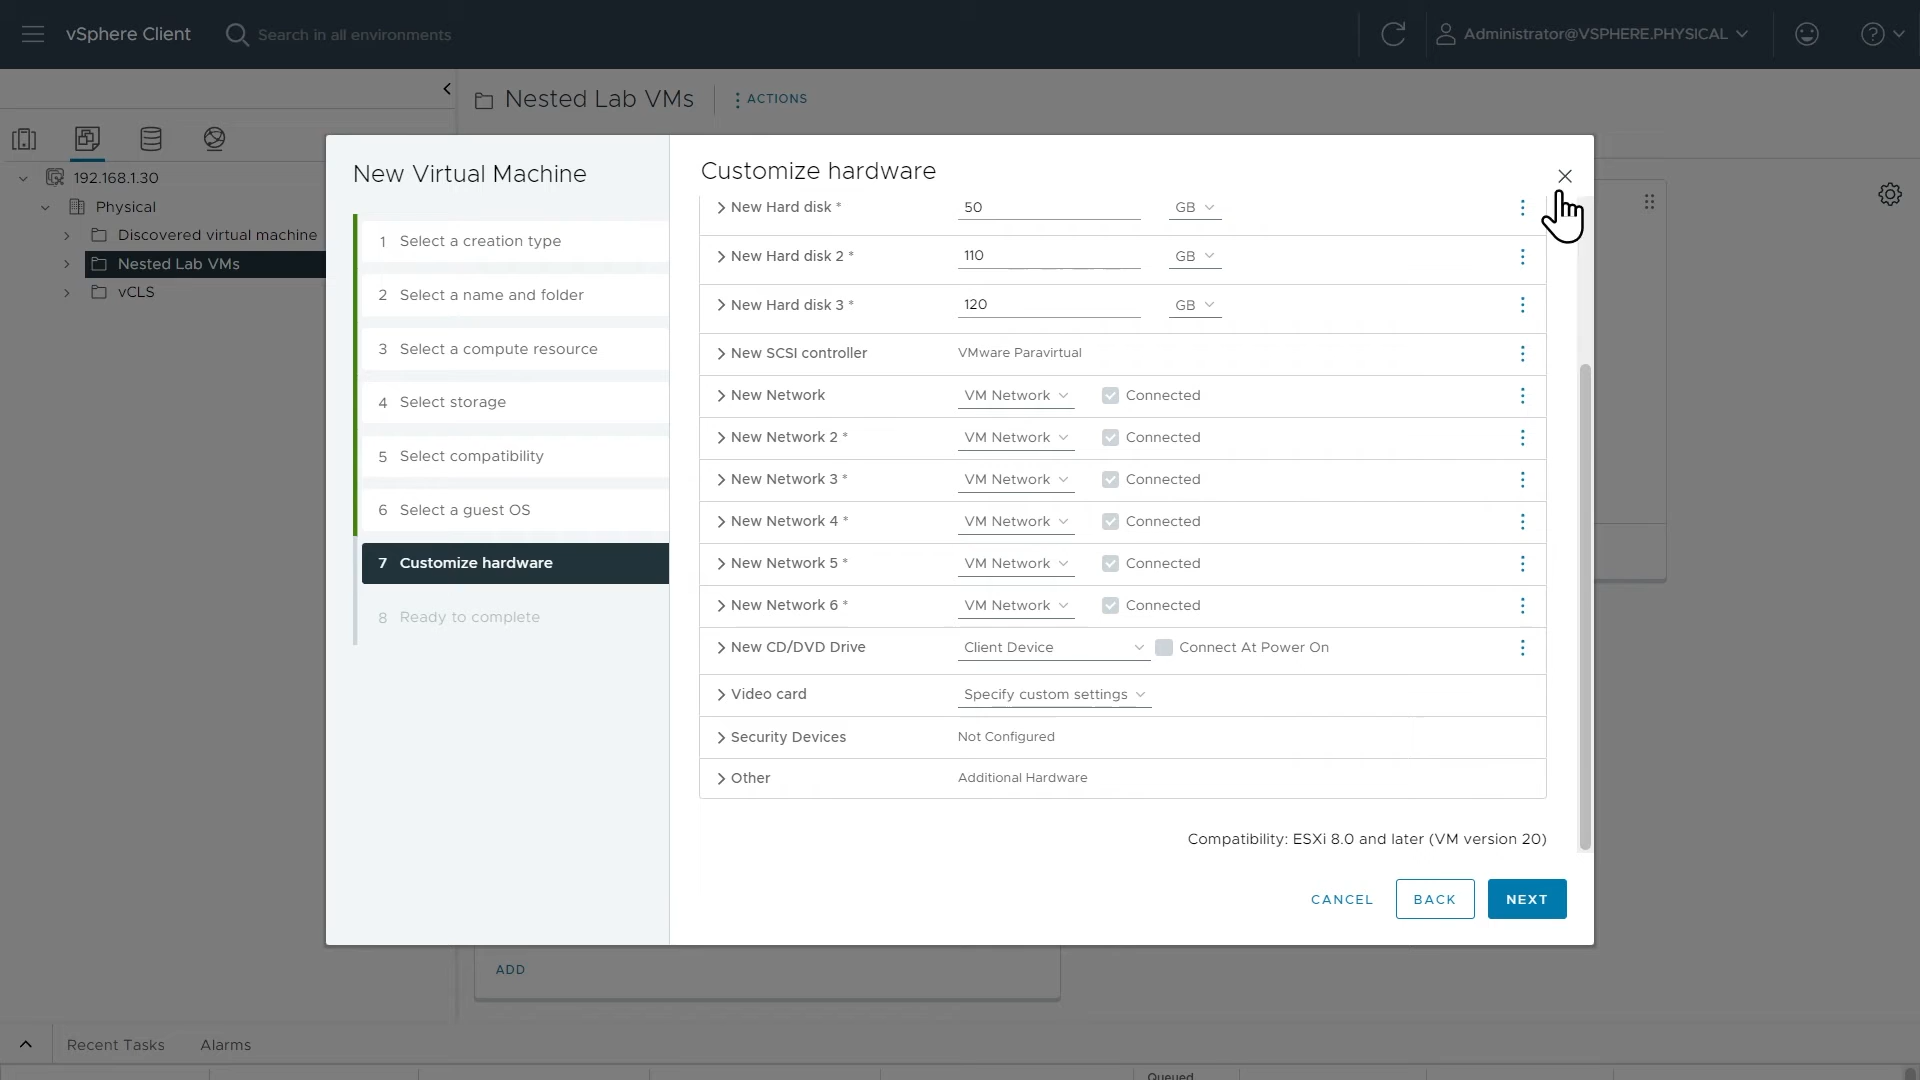 vSphere Client
Search in all environments
Administrator@VSPHERE.PHYSICAL
Nested Lab VMs
ACTIONS
192.168.1.30
Physical
Discovered virtual machine
Nested Lab VMs
vCLS
New Virtual Machine
1 Select a creation type
2 Select a name and folder
3 Select a compute resource
4 Select storage
5 Select compatibility
6 Select a guest OS
7 Customize hardware
8 Ready to complete
Customize hardware
New Hard disk * 50 GB
New Hard disk 2 * 110 GB
New Hard disk 3 * 120 GB
New SCSI controller VMware Paravirtual
New Network VM Network Connected
New Network 2 * VM Network Connected
New Network 3 * VM Network Connected
New Network 4 * VM Network Connected
New Network 5 * VM Network Connected
New Network 6 * VM Network Connected
New CD/DVD Drive Client Device Connect At Power On
Video card Specify custom settings
Security Devices Not Configured
Other Additional Hardware
Compatibility: ESXi 8.0 and later (VM version 20)
CANCEL BACK NEXT
ADD
Recent Tasks Alarms
Queued